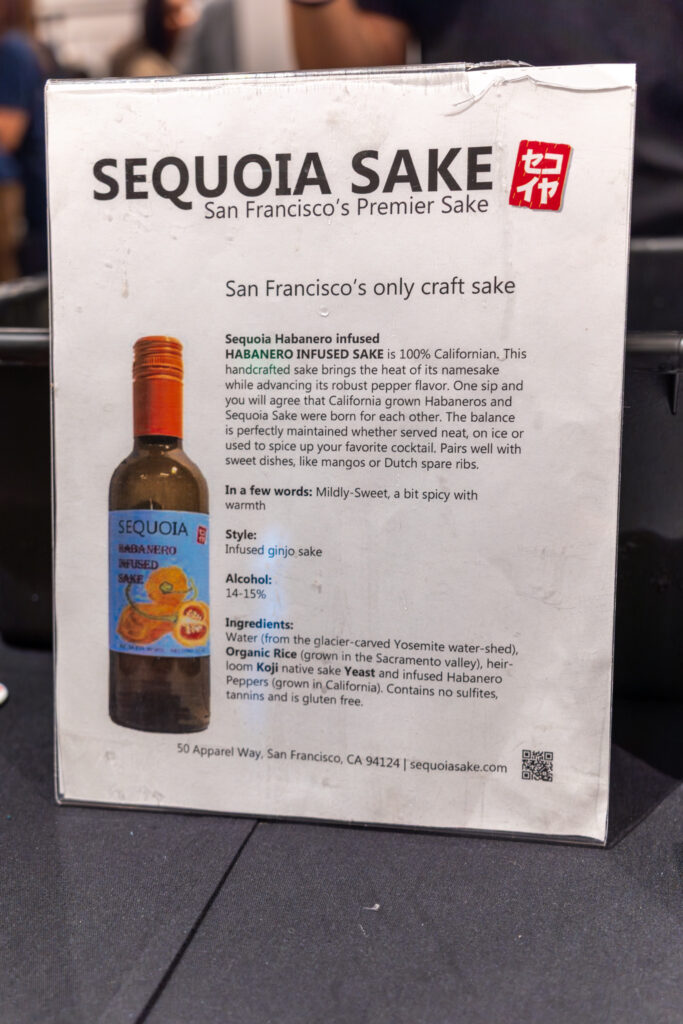 SEQUOIA SAKE
セコ
イヤ
San Francisco's Premier Sake
San Francisco's only craft sake
Sequoia Habanero infused
HABANERO INFUSED SAKE is 100% Californian. This
handcrafted sake brings the heat of its namesake
while advancing its robust pepper flavor. One sip and
you will agree that California grown Habaneros and
Sequoia Sake were born for each other. The balance
is perfectly maintained whether served neat, on ice or
used to spice up your favorite cocktail. Pairs well with
sweet dishes, like mangos or Dutch spare ribs.
In a few words: Mildly-Sweet, a bit spicy with
warmth
Style:
Infused ginjo sake
Alcohol:
14-15%
Ingredients:
Water (from the glacier-carved Yosemite water-shed),
Organic Rice (grown in the Sacramento valley), heir-
loom Koji native sake Yeast and infused Habanero
Peppers (grown in California). Contains no sulfites,
tannins and is gluten free.
SEQUOIA
HABANERO
INFUSED
SAKE
50 Apparel Way, San Francisco, CA 94124 | sequoiasake.com